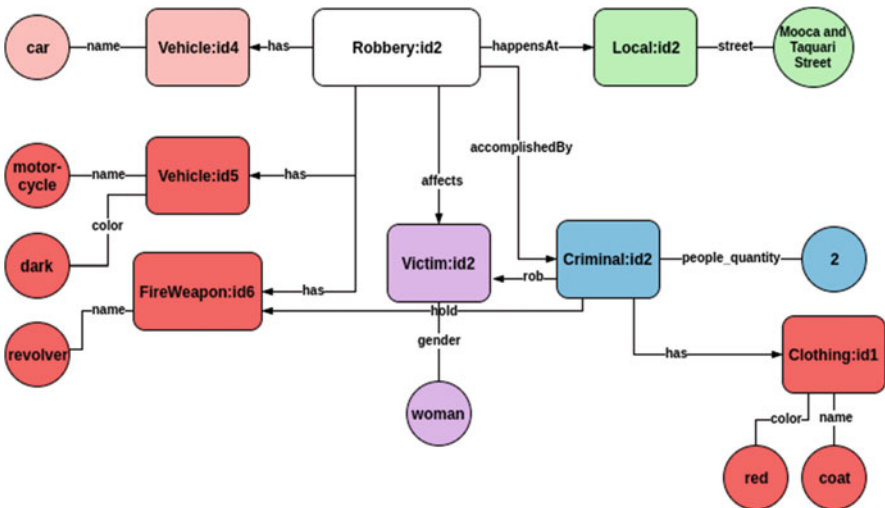 car
name
Vehicle:id4
has
Robbery:id2
happensAt
Local:id2
street
Mooca and
Taquari
Street
motor-
cycle
name
Vehicle:id5
has
accomplishedBy
affects
color
dark
Victim:id2
rob
Criminal:id2
people_quantity
2
FireWeapon:id6
has
name
hold
revolver
gender
has
Clothing:id1
woman
color
name
red
coat